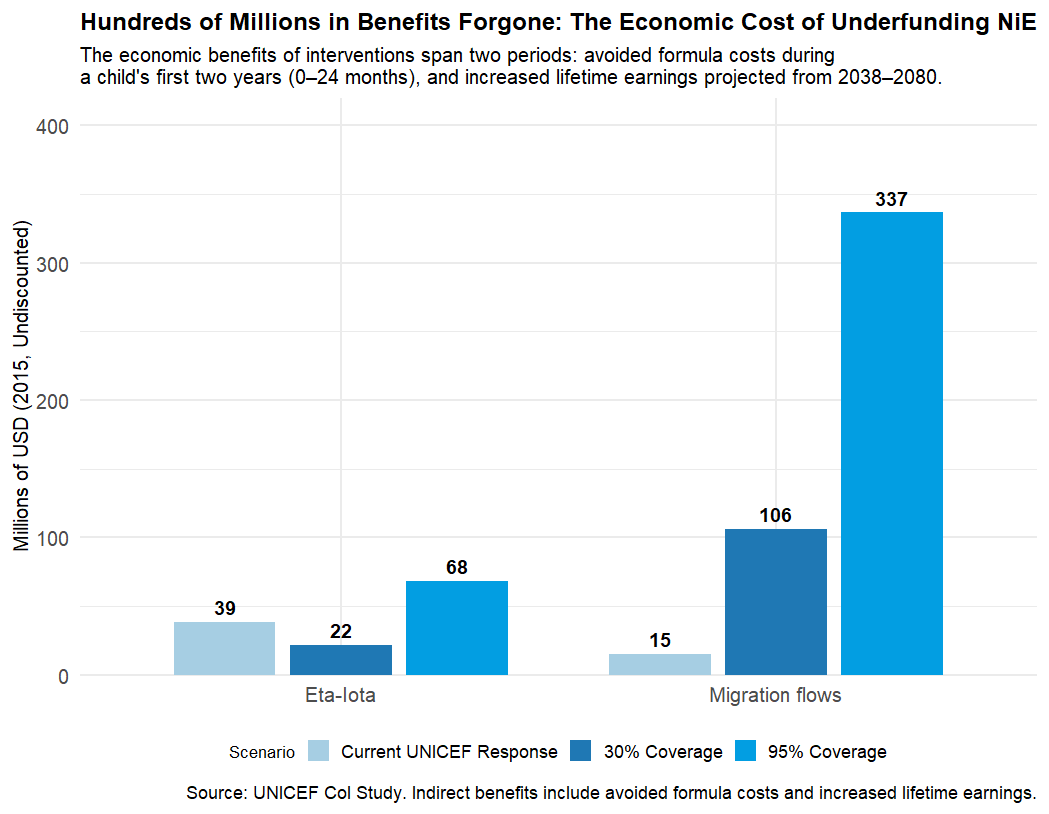 Hundreds of Millions in Benefits Forgone: The Economic Cost of Underfunding NiE
The economic benefits of interventions span two periods: avoided formula costs during
a child's first two years (0–24 months), and increased lifetime earnings projected from 2038–2080.
Millions of USD (2015, Undiscounted)
400
300
200
100
0
39
22
68
15
106
337
Eta-Iota
Migration flows
Scenario
Current UNICEF Response
30% Coverage
95% Coverage
Source: UNICEF CoI Study. Indirect benefits include avoided formula costs and increased lifetime earnings.